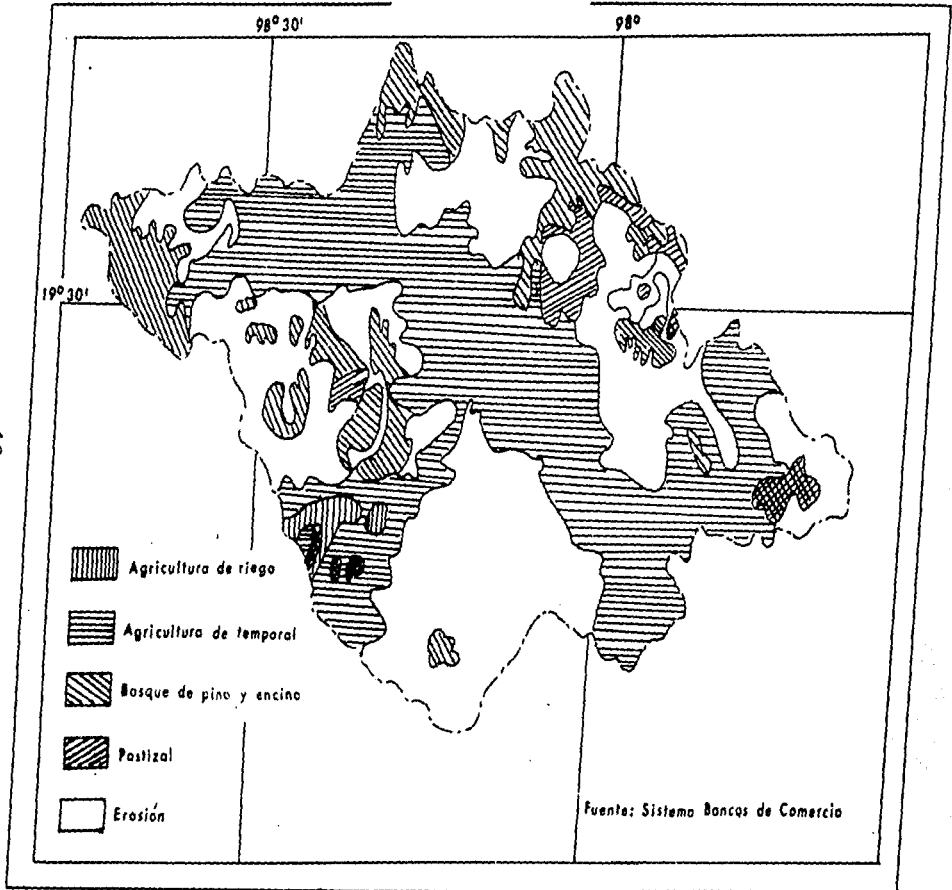 98° 30'
98°
19° 30'
Agricultura de riego
Agricultura de temporal
Bosque de pino y encino
Pastizal
Erosión
Fuente: Sistema Bancos de Comercio